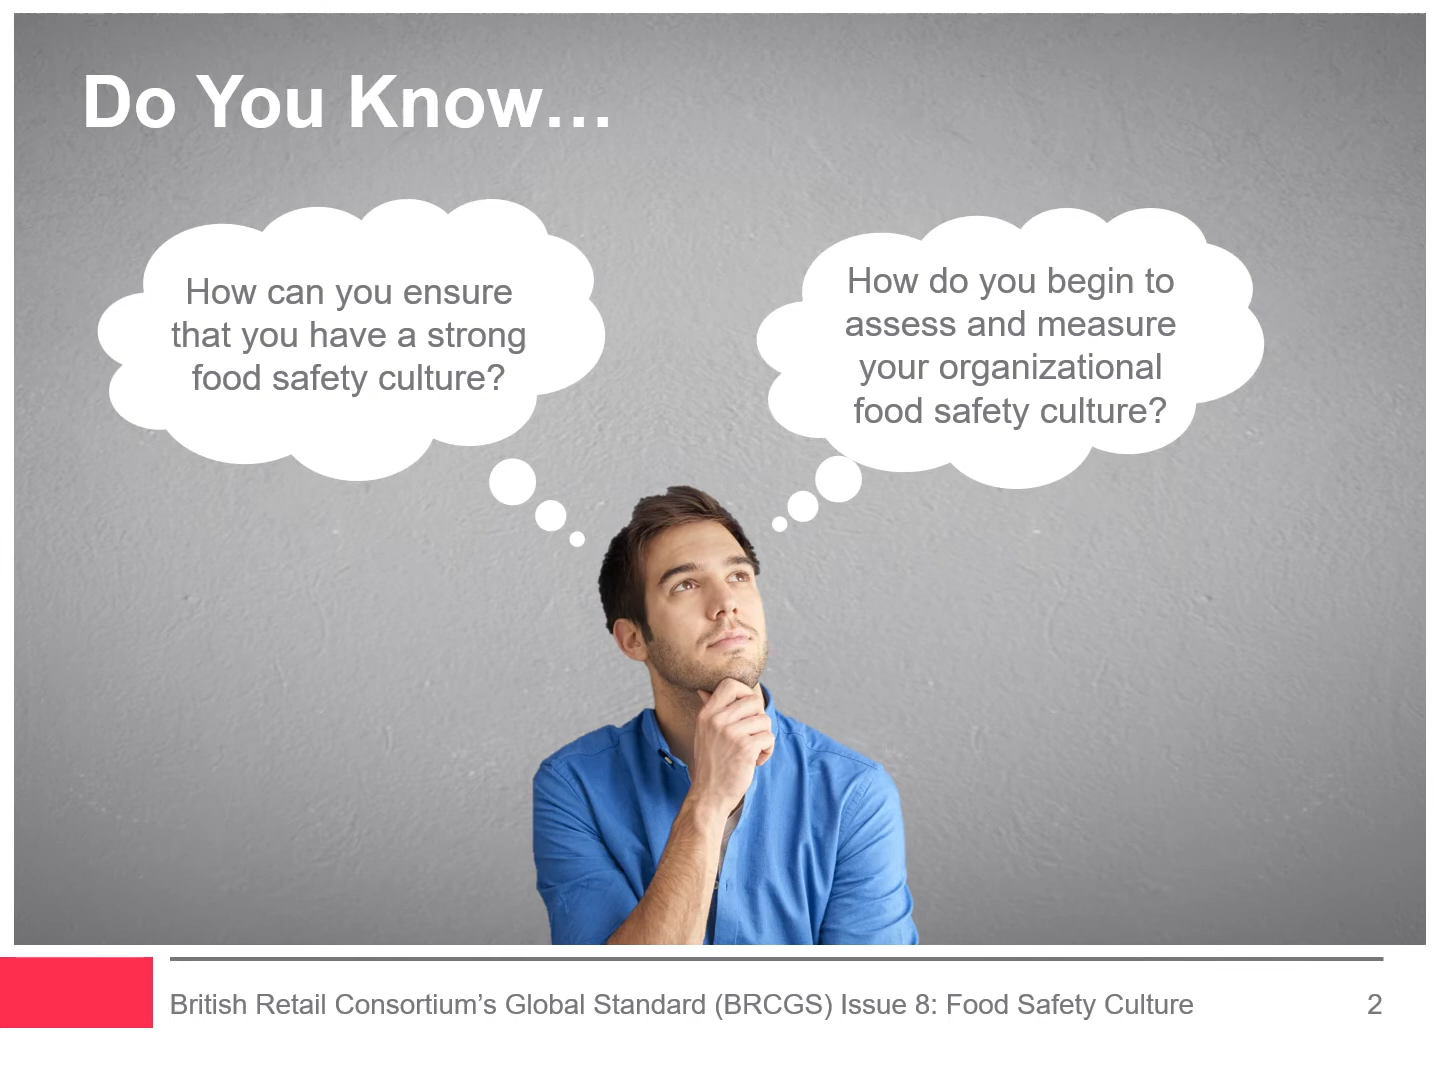 Do You Know…
How can you ensure
that you have a strong
food safety culture?
How do you begin to
assess and measure
your organizational
food safety culture?
British Retail Consortium’s Global Standard (BRCGS) Issue 8: Food Safety Culture
2